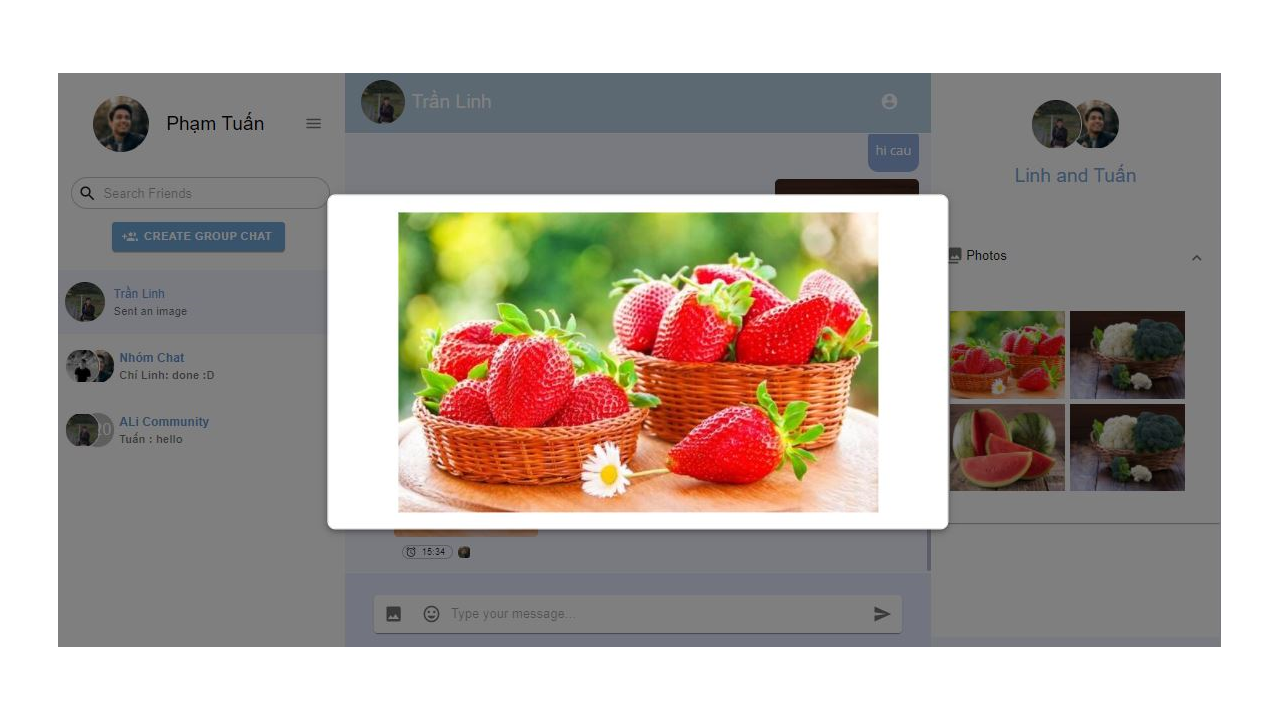 Phạm Tuấn
Search Friends
CREATE GROUP CHAT
Trần Linh
Sent an image
Nhóm Chat
Chí Linh: done :D
ALi Community
Tuấn : hello
Trần Linh
hi cau
15:34
Type your message...
Linh and Tuấn
Photos